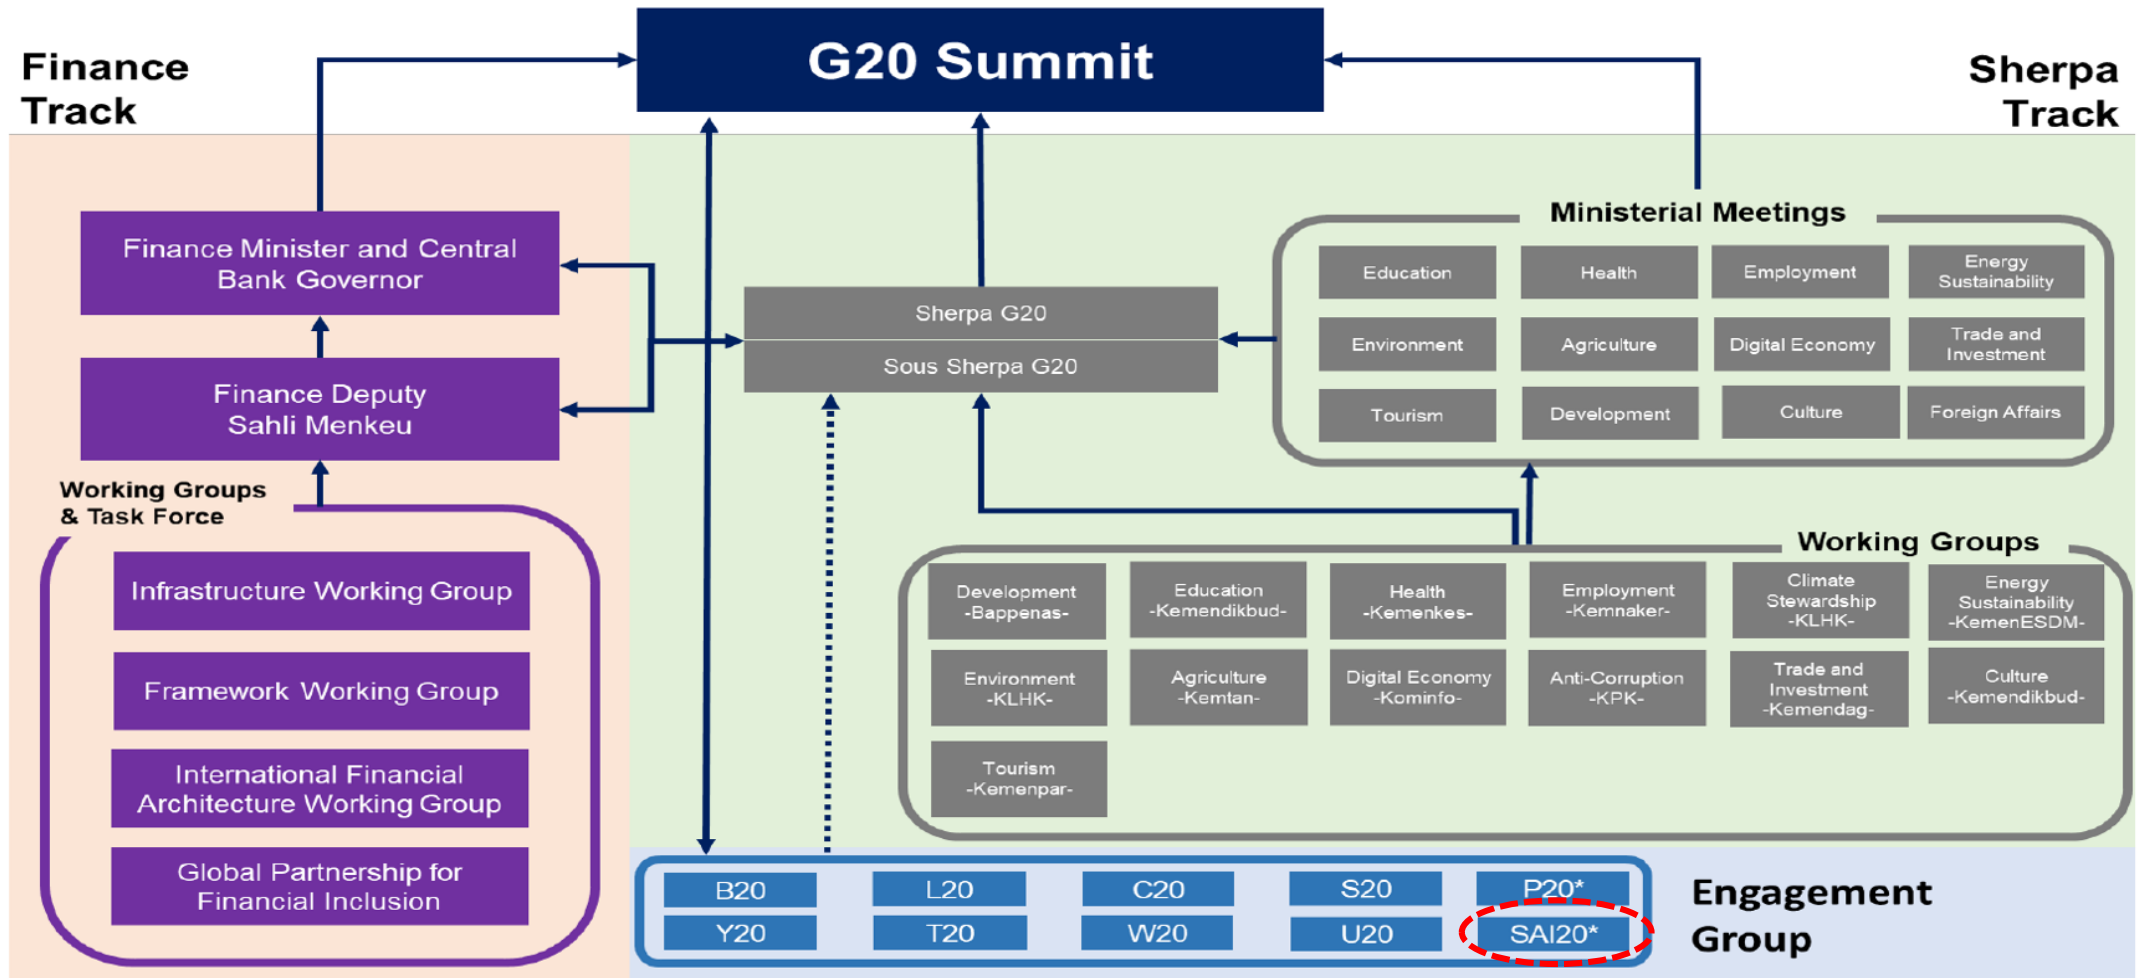 G20 Summit
Finance
Track
Sherpa
Track
Finance Minister and Central
Bank Governor
Finance Deputy
Sahli Menkeu
Working Groups
& Task Force
Infrastructure Working Group
Framework Working Group
International Financial
Architecture Working Group
Global Partnership for
Financial Inclusion
Sherpa G20
Sous Sherpa G20
Ministerial Meetings
Education
Health
Employment
Energy
Sustainability
Environment
Agriculture
Digital Economy
Trade and
Investment
Tourism
Development
Culture
Foreign Affairs
Working Groups
Development
-Bappenas-
Education
-Kemendikbud-
Health
-Kemenkes-
Employment
-Kemnaker-
Climate
Stewardship
-KLHK-
Energy
Sustainability
-KemenESDM-
Environment
-KLHK-
Agriculture
-Kemtan-
Digital Economy
-Kominfo-
Anti-Corruption
-KPK-
Trade and
Investment
-Kemendag-
Culture
-Kemendikbud-
Tourism
-Kemenpar-
B20
L20
C20
S20
P20*
Y20
T20
W20
U20
SAI20*
Engagement
Group